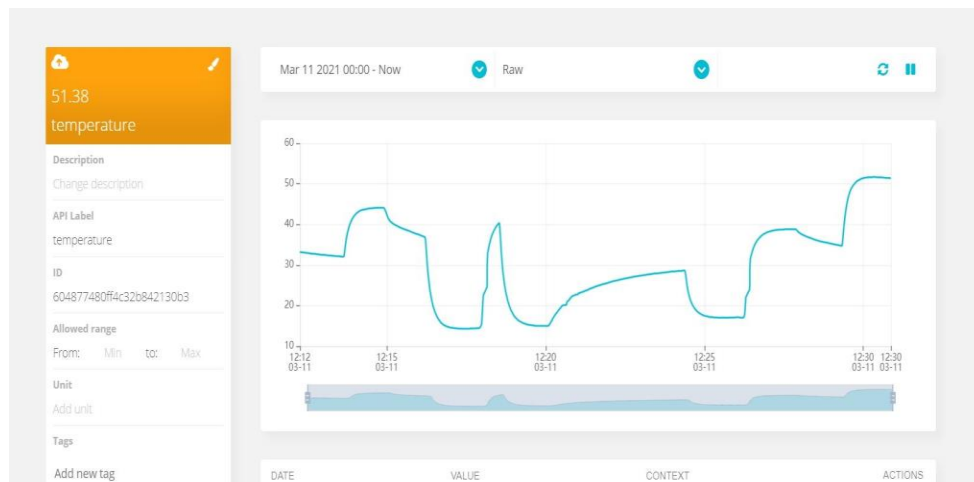 51.38
temperature
Description
Change description
API Label
temperature
ID
604877480ff4c32b842130b3
Allowed range
From: Min to: Max
Unit
Add unit
Tags
Add new tag
Mar 11 2021 00:00 - Now
Raw
60
50
40
30
20
10
12:12 12:15 12:20 12:25 12:30 12:30
03-11 03-11 03-11 03-11 03-11 03-11
DATE VALUE CONTEXT ACTIONS